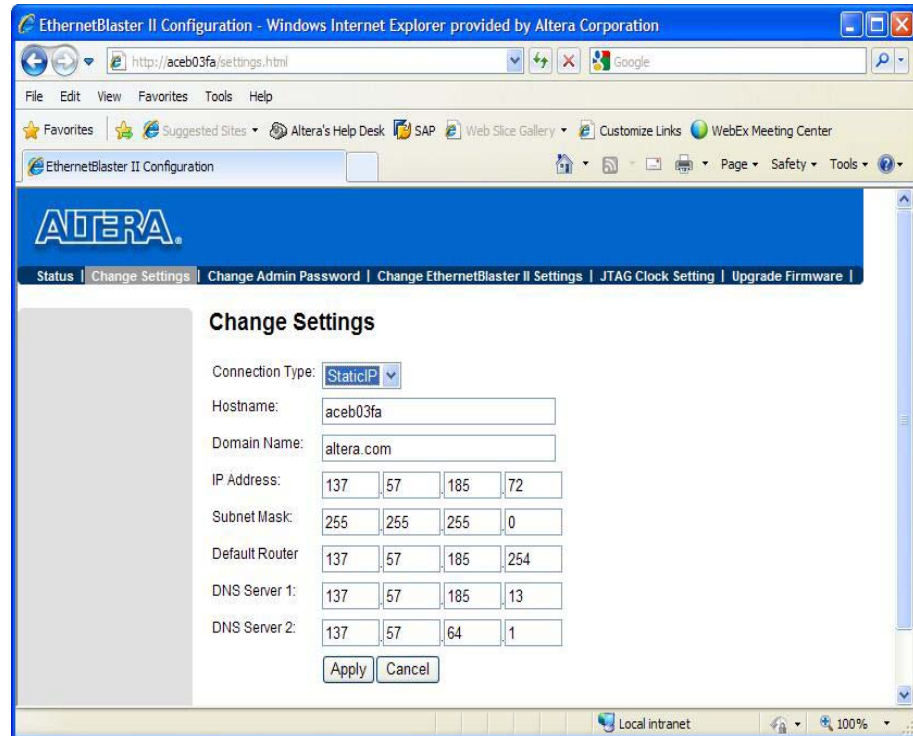 EthernetBlaster II Configuration - Windows Internet Explorer provided by Altera Corporation
http://aceb03fa/settings.html
Google
File Edit View Favorites Tools Help
Favorites Suggested Sites Altera's Help Desk SAP Web Slice Gallery Customize Links WebEx Meeting Center
EthernetBlaster II Configuration
Page Safety Tools
ALTERA.
Status | Change Settings | Change Admin Password | Change EthernetBlaster II Settings | JTAG Clock Setting | Upgrade Firmware |
Change Settings
Connection Type: StaticIP
Hostname: aceb03fa
Domain Name: altera.com
IP Address: 137 . 57 . 185 . 72
Subnet Mask: 255 . 255 . 255 . 0
Default Router 137 . 57 . 185 . 254
DNS Server 1: 137 . 57 . 185 . 13
DNS Server 2: 137 . 57 . 64 . 1
Apply Cancel
Local intranet 100%